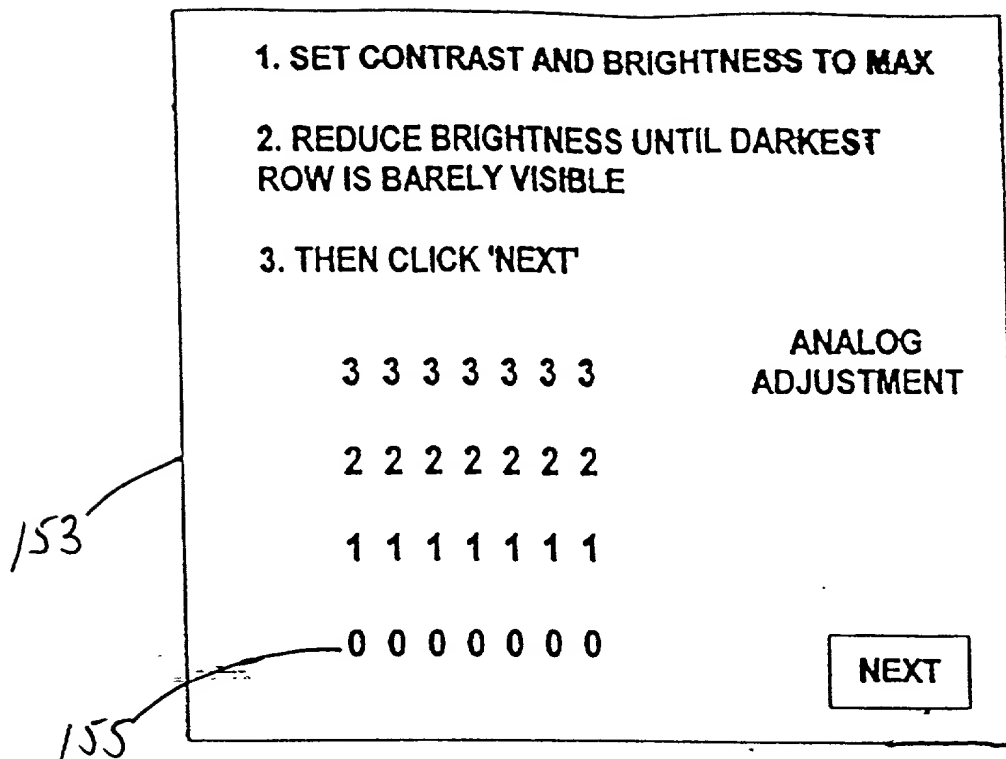 1. SET CONTRAST AND BRIGHTNESS TO MAX
2. REDUCE BRIGHTNESS UNTIL DARKEST
ROW IS BARELY VISIBLE
3. THEN CLICK 'NEXT'
ANALOG
ADJUSTMENT
3 3 3 3 3 3 3
2 2 2 2 2 2 2
153
1 1 1 1 1 1 1
0 0 0 0 0 0 0
NEXT
155